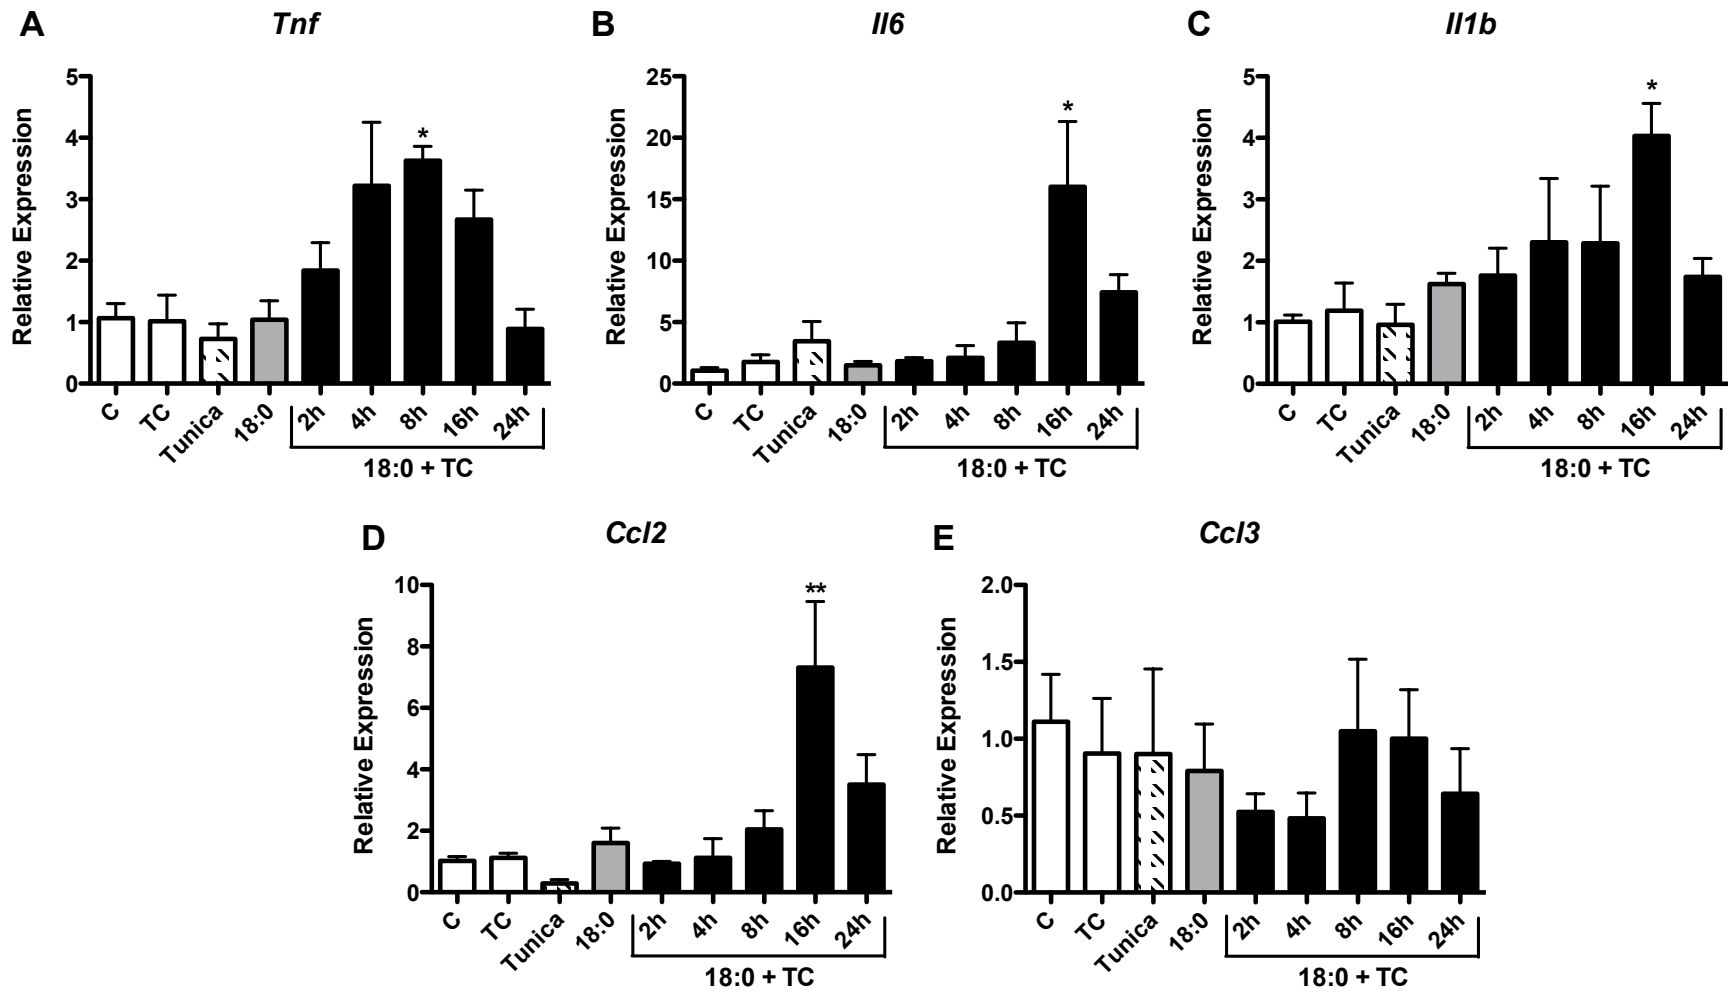 A
Tnf
Relative Expression
5
4
3
2
1
0
*
C
TC
Tunica
18:0
2h
4h
8h
16h
24h
18:0 + TC
B
Il6
Relative Expression
25
20
15
10
5
0
*
C
TC
Tunica
18:0
2h
4h
8h
16h
24h
18:0 + TC
C
Il1b
Relative Expression
5
4
3
2
1
0
*
C
TC
Tunica
18:0
2h
4h
8h
16h
24h
18:0 + TC
D
Ccl2
Relative Expression
10
8
6
4
2
0
**
C
TC
Tunica
18:0
2h
4h
8h
16h
24h
18:0 + TC
E
Ccl3
Relative Expression
2.0
1.5
1.0
0.5
0.0
C
TC
Tunica
18:0
2h
4h
8h
16h
24h
18:0 + TC